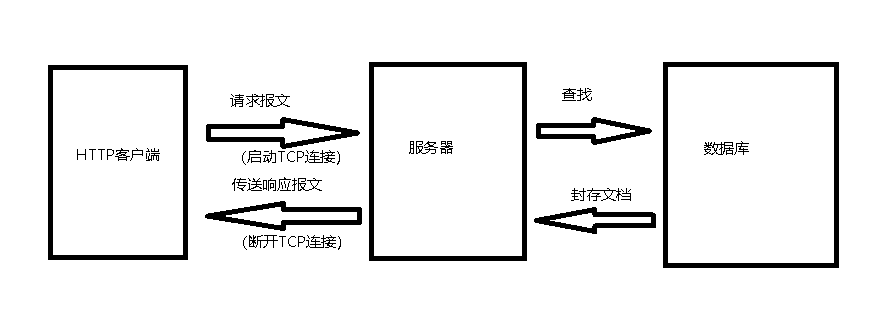 请求报文
查找
HTTP客户端
(启动TCP连接)
服务器
数据库
传送响应报文
封存文档
(断开TCP连接)